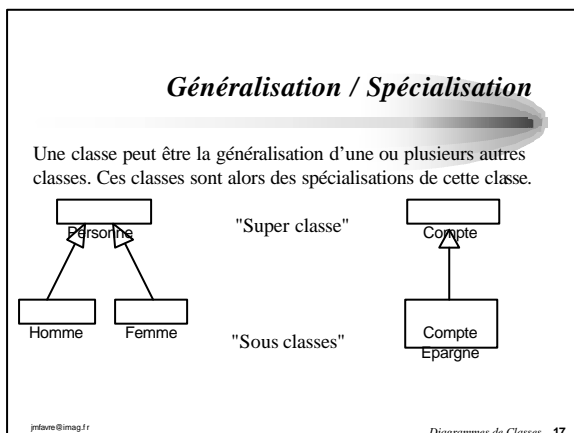 Généralisation / Spécialisation
Une classe peut être la généralisation d'une ou plusieurs autres
classes. Ces classes sont alors des spécialisations de cette classe.
Personne
"Super classe"
Compte
Homme
Femme
"Sous classes"
Compte
Epargne
jmfavre@imag.fr
Diagrammes de Classes 17